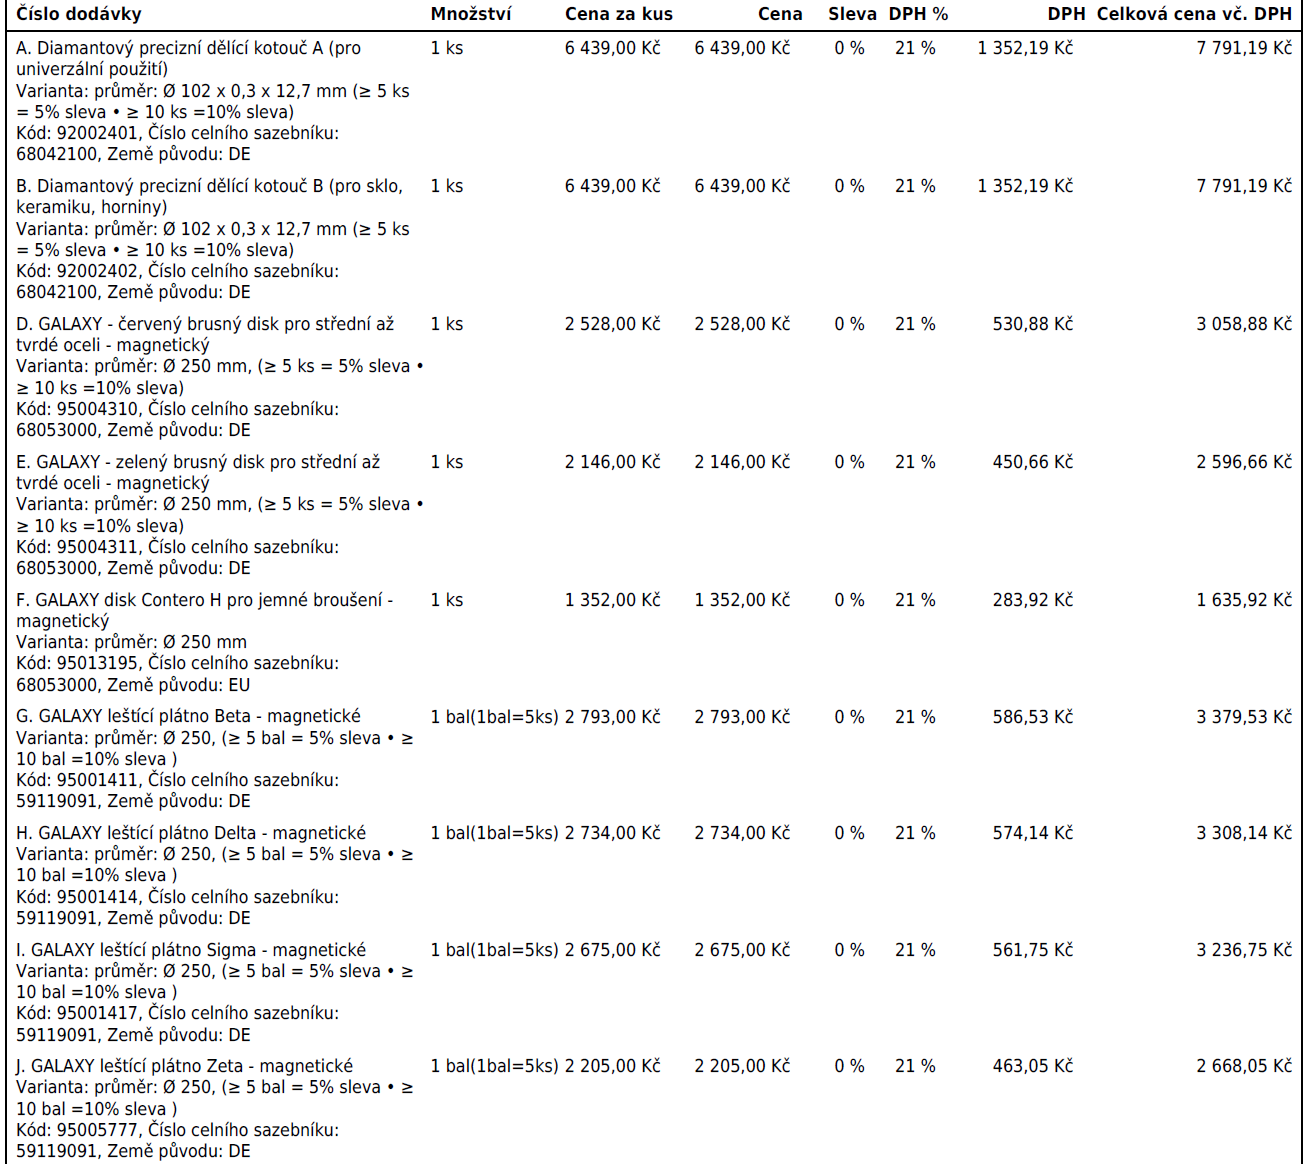 Číslo dodávky Množství Cena za kus Cena Sleva DPH % DPH Celková cena vč. DPH
A. Diamantový precizní dělící kotouč A (pro 1 ks 6 439,00 Kč 6 439,00 Kč 0 % 21 % 1 352,19 Kč 7 791,19 Kč
univerzální použití)
Varianta: průměr: Ø 102 x 0,3 x 12,7 mm (≥ 5 ks
= 5% sleva • ≥ 10 ks =10% sleva)
Kód: 92002401, Číslo celního sazebníku:
68042100, Země původu: DE
B. Diamantový precizní dělící kotouč B (pro sklo, 1 ks 6 439,00 Kč 6 439,00 Kč 0 % 21 % 1 352,19 Kč 7 791,19 Kč
keramiku, horniny)
Varianta: průměr: Ø 102 x 0,3 x 12,7 mm (≥ 5 ks
= 5% sleva • ≥ 10 ks =10% sleva)
Kód: 92002402, Číslo celního sazebníku:
68042100, Země původu: DE
D. GALAXY - červený brusný disk pro střední až 1 ks 2 528,00 Kč 2 528,00 Kč 0 % 21 % 530,88 Kč 3 058,88 Kč
tvrdé oceli - magnetický
Varianta: průměr: Ø 250 mm, (≥ 5 ks = 5% sleva •
≥ 10 ks =10% sleva)
Kód: 95004310, Číslo celního sazebníku:
68053000, Země původu: DE
E. GALAXY - zelený brusný disk pro střední až 1 ks 2 146,00 Kč 2 146,00 Kč 0 % 21 % 450,66 Kč 2 596,66 Kč
tvrdé oceli - magnetický
Varianta: průměr: Ø 250 mm, (≥ 5 ks = 5% sleva •
≥ 10 ks =10% sleva)
Kód: 95004311, Číslo celního sazebníku:
68053000, Země původu: DE
F. GALAXY disk Contero H pro jemné broušení - 1 ks 1 352,00 Kč 1 352,00 Kč 0 % 21 % 283,92 Kč 1 635,92 Kč
magnetický
Varianta: průměr: Ø 250 mm
Kód: 95013195, Číslo celního sazebníku:
68053000, Země původu: EU
G. GALAXY leštící plátno Beta - magnetické 1 bal(1bal=5ks) 2 793,00 Kč 2 793,00 Kč 0 % 21 % 586,53 Kč 3 379,53 Kč
Varianta: průměr: Ø 250, (≥ 5 bal = 5% sleva • ≥
10 bal =10% sleva )
Kód: 95001411, Číslo celního sazebníku:
59119091, Země původu: DE
H. GALAXY leštící plátno Delta - magnetické 1 bal(1bal=5ks) 2 734,00 Kč 2 734,00 Kč 0 % 21 % 574,14 Kč 3 308,14 Kč
Varianta: průměr: Ø 250, (≥ 5 bal = 5% sleva • ≥
10 bal =10% sleva )
Kód: 95001414, Číslo celního sazebníku:
59119091, Země původu: DE
I. GALAXY leštící plátno Sigma - magnetické 1 bal(1bal=5ks) 2 675,00 Kč 2 675,00 Kč 0 % 21 % 561,75 Kč 3 236,75 Kč
Varianta: průměr: Ø 250, (≥ 5 bal = 5% sleva • ≥
10 bal =10% sleva )
Kód: 95001417, Číslo celního sazebníku:
59119091, Země původu: DE
J. GALAXY leštící plátno Zeta - magnetické 1 bal(1bal=5ks) 2 205,00 Kč 2 205,00 Kč 0 % 21 % 463,05 Kč 2 668,05 Kč
Varianta: průměr: Ø 250, (≥ 5 bal = 5% sleva • ≥
10 bal =10% sleva )
Kód: 95005777, Číslo celního sazebníku:
59119091, Země původu: DE